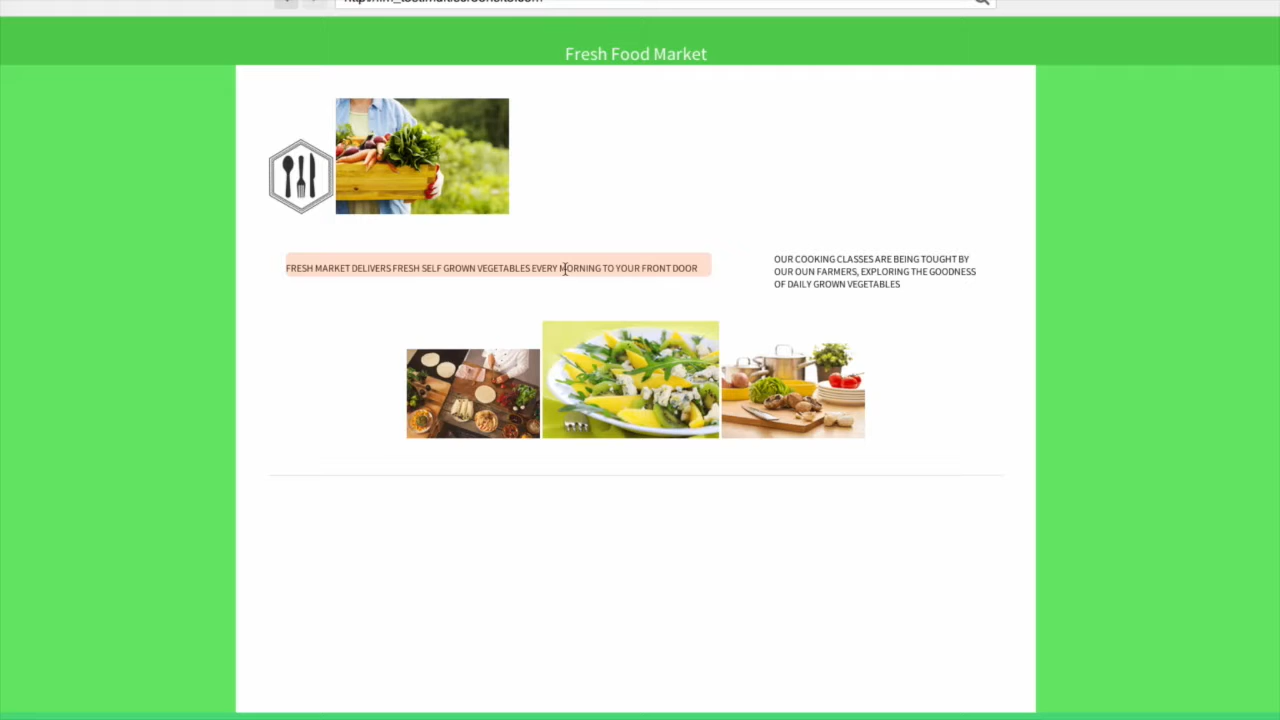 Fresh Food Market
FRESH MARKET DELIVERS FRESH SELF GROWN VEGETABLES EVERY MORNING TO YOUR FRONT DOOR
OUR COOKING CLASSES ARE BEING TOUGHT BY
OUR OUN FARMERS, EXPLORING THE GOODNESS
OF DAILY GROWN VEGETABLES